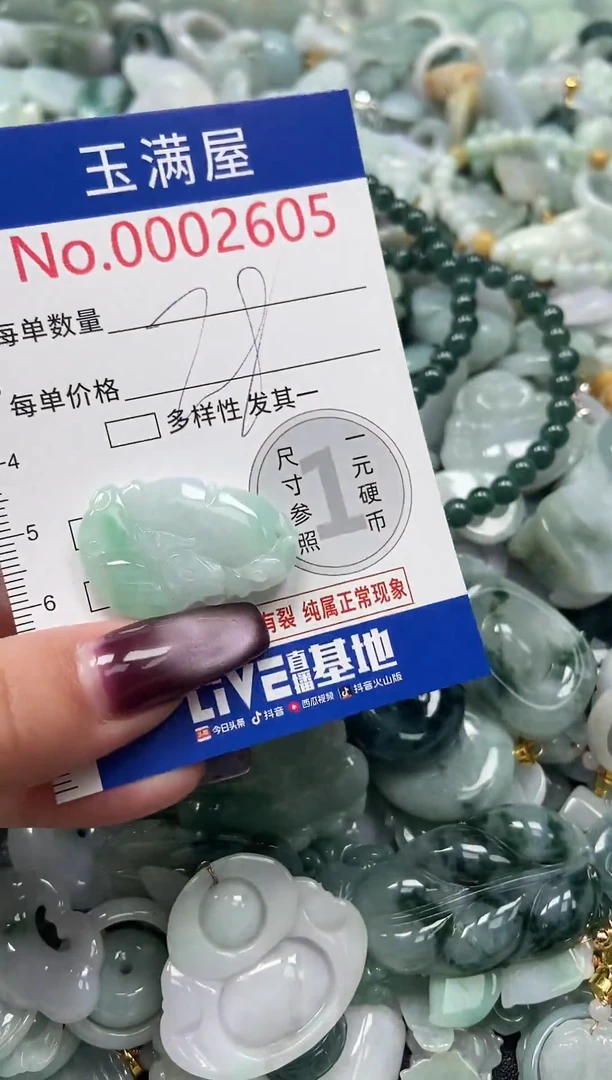 玉满屋
No.0002605
每单数量
每单价格
多样性 发其一
尺寸参照
1
一元硬币
4
5
6
有裂 纯属正常现象
LIVE直播基地
今日头条 抖音 西瓜视频 抖音火山版